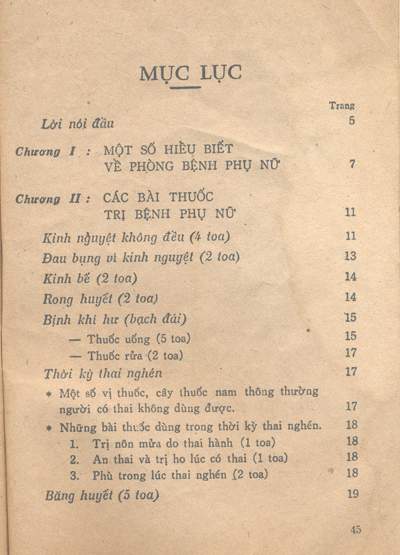 MỤC LỤC
Trang
Lời nói đầu 5
Chương I : MỘT SỐ HIỂU BIẾT
VỀ PHÒNG BỆNH PHỤ NỮ 7
Chương II : CÁC BÀI THUỐC
TRỊ BỆNH PHỤ NỮ 11
Kinh nguyệt không đều (4 toa) 11
Đau bụng vì kinh nguyệt (2 toa) 13
Kinh bế (2 toa) 14
Rong huyết (2 toa) 14
Bịnh khí hư (bạch đái) 15
— Thuốc uống (5 toa) 15
— Thuốc rửa (2 toa) 17
Thời kỳ thai nghén 17
* Một số vị thuốc, cây thuốc nam thông thường
người có thai không dùng được. 17
* Những bài thuốc dùng trong thời kỳ thai nghén. 18
1. Trị nôn mửa do thai hành (1 toa) 18
2. An thai và trị ho lúc có thai (1 toa) 18
3. Phù trong lúc thai nghén (2 toa) 18
Băng huyết (5 toa) 19
45